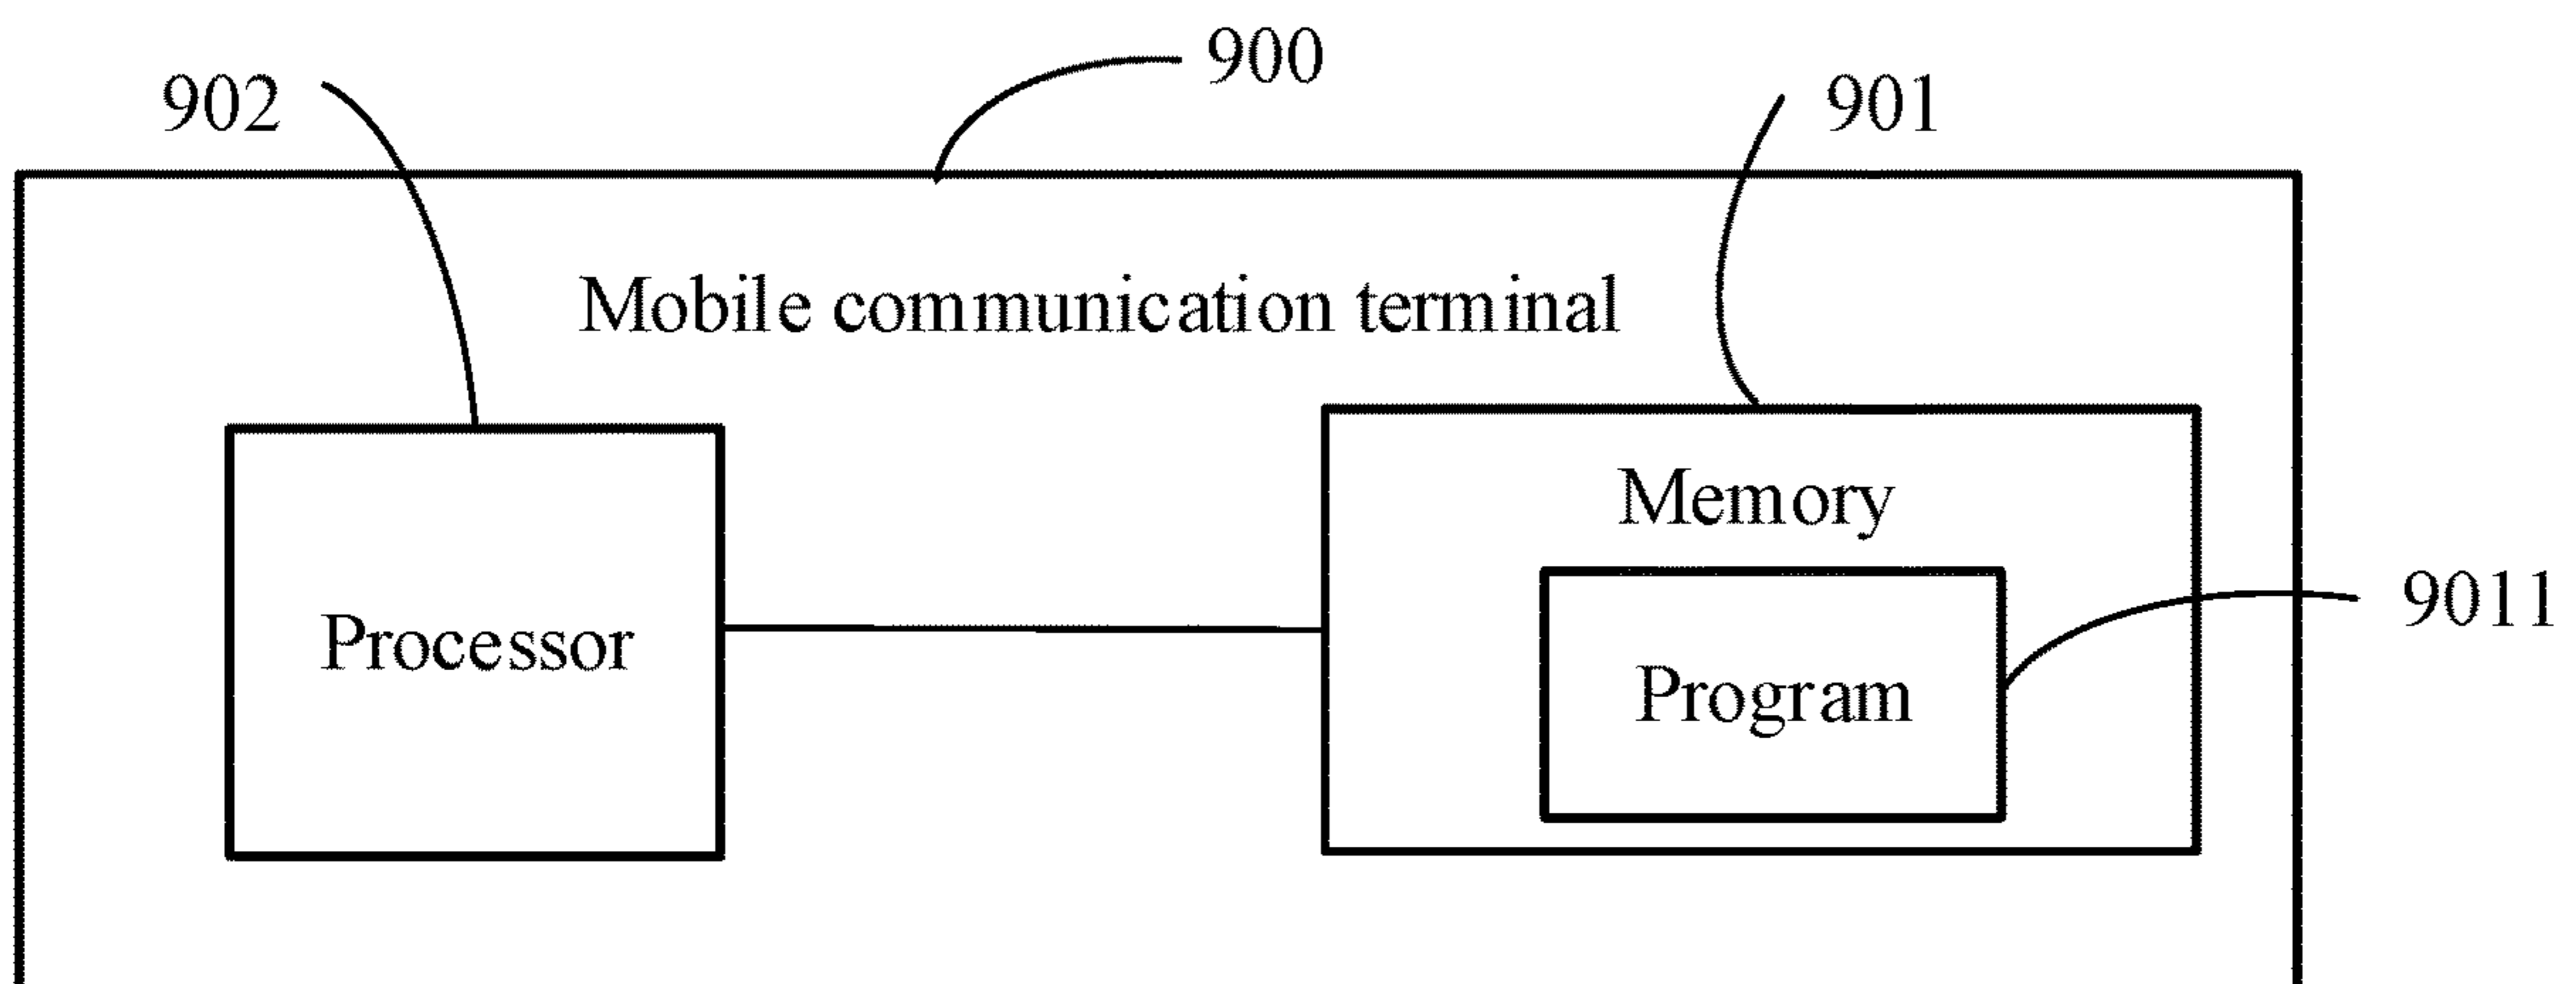 900
902
901
Mobile communication terminal
Memory
9011
Processor
Program